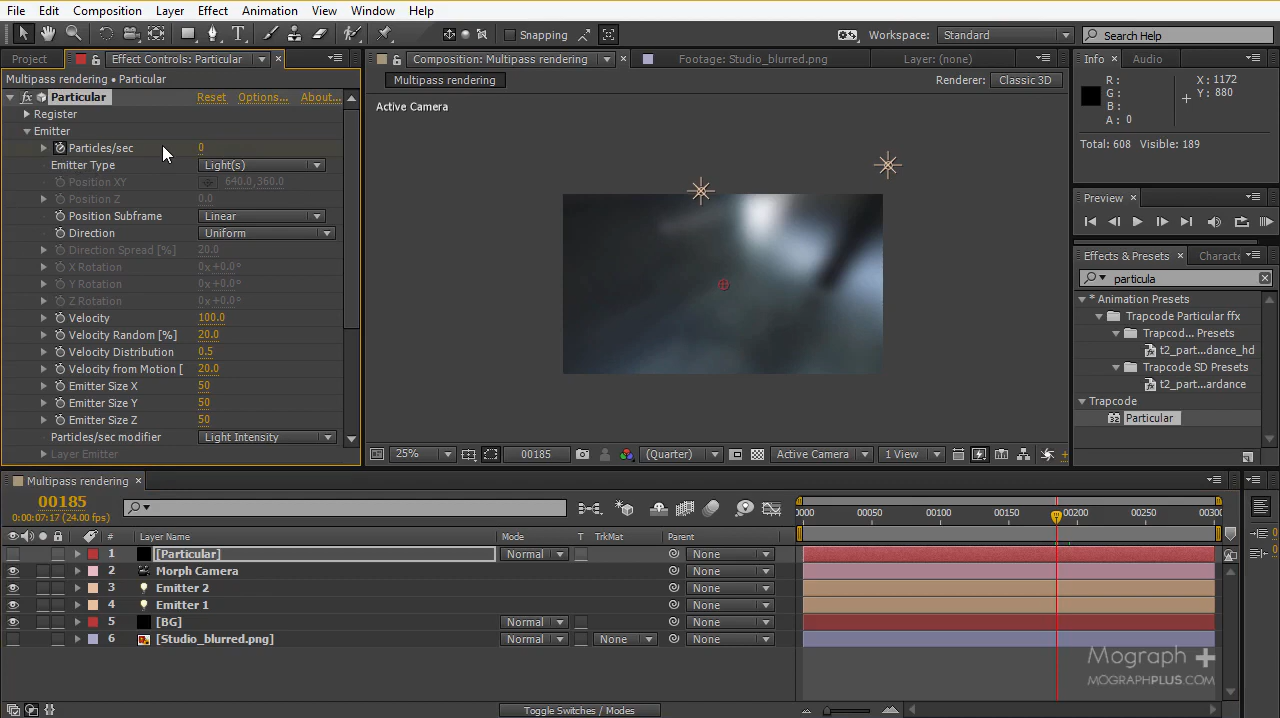 File Edit Composition Layer Effect Animation View Window Help
Snapping Workspace: Standard Search Help
Project Effect Controls: Particular Composition: Multipass rendering Footage: Studio_blurred.png Layer: (none) Info Audio
Multipass rendering • Particular Multipass rendering Renderer: Classic 3D
fx Particular Reset Options... About... Active Camera
Register
Emitter
Particles/sec 0
Emitter Type Light(s)
Position XY 640.0,360.0
Position Z 0.0
Position Subframe Linear
Direction Uniform
Direction Spread [%] 20.0
X Rotation 0x+0.0°
Y Rotation 0x+0.0°
Z Rotation 0x+0.0°
Velocity 100.0
Velocity Random [%] 20.0
Velocity Distribution 0.5
Velocity from Motion [ 20.0
Emitter Size X 50
Emitter Size Y 50
Emitter Size Z 50
Particles/sec modifier Light Intensity
Layer Emitter
25% 00185 (Quarter) Active Camera 1 View
R: X: 1172
G: Y: 880
B:
A: 0
Total: 608 Visible: 189
Preview
Effects & Presets Characte
particula
* Animation Presets
Trapcode Particular ffx
Trapcod... Presets
t2_part...dance_hd
Trapcode SD Presets
t2_part...ardance
Trapcode
32 Particular
Multipass rendering
00185
0:00:07:17 (24.00 fps)
0000 00050 00100 00150 00200 00250 00300
# Layer Name Mode T TrkMat Parent
1 [Particular] Normal None
2 Morph Camera None
3 Emitter 2 None
4 Emitter 1 None
5 [BG] Normal None
6 [Studio_blurred.png] Normal None None
Mograph +
MOGRAPHPLUS.COM
Toggle Switches / Modes